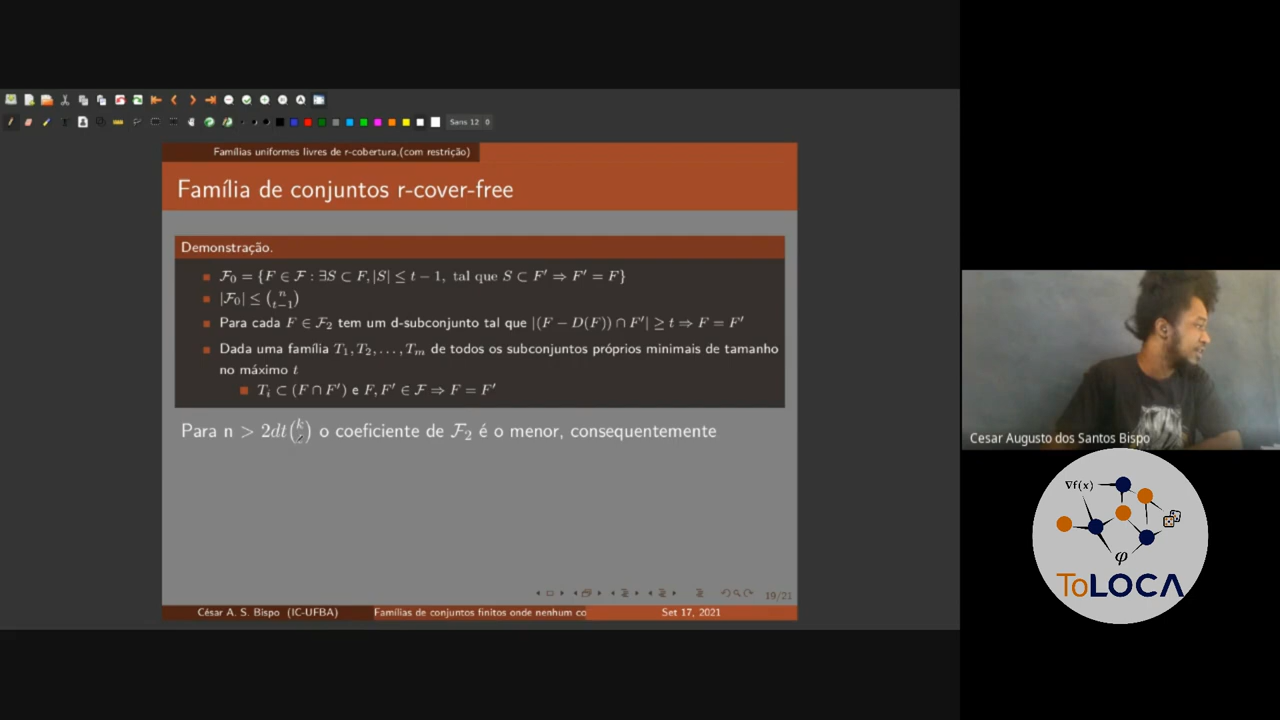 Sans 12
Famílias uniformes livres de r-cobertura.(com restrição)
Família de conjuntos r-cover-free
Demonstração.
ℱ₀ = {F ∈ ℱ : ∃S ⊂ F, |S| ≤ t − 1, tal que S ⊂ F′ ⇒ F′ = F}
|ℱ₀| ≤ (n t−1)
Para cada F ∈ ℱ₂ tem um d-subconjunto tal que |(F − D(F)) ∩ F′| ≥ t ⇒ F = F′
Dada uma família T₁, T₂, . . . , Tₘ de todos os subconjuntos próprios minimais de tamanho
no máximo t
Tᵢ ⊂ (F ∩ F′) e F, F′ ∈ ℱ ⇒ F = F′
Para n > 2dt(k 2) o coeficiente de ℱ₂ é o menor, consequentemente
19/21
César A. S. Bispo (IC-UFBA) Famílias de conjuntos finitos onde nenhum co Set 17, 2021
Cesar Augusto dos Santos Bispo
∇f(x)
φ
ToLOCA